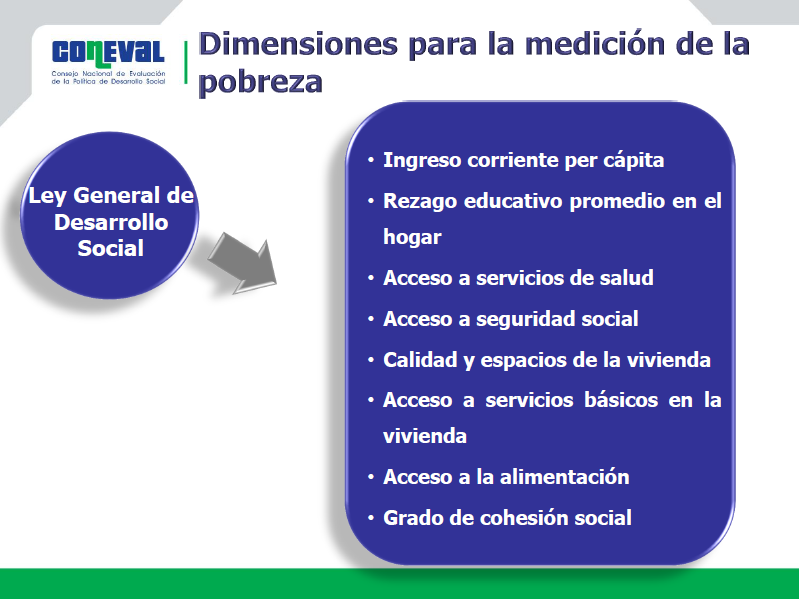 CONEVAL
Consejo Nacional de Evaluación
de la Política de Desarrollo Social
Dimensiones para la medición de la
pobreza
Ley General de
Desarrollo
Social
• Ingreso corriente per cápita
• Rezago educativo promedio en el
hogar
• Acceso a servicios de salud
• Acceso a seguridad social
• Calidad y espacios de la vivienda
• Acceso a servicios básicos en la
vivienda
• Acceso a la alimentación
• Grado de cohesión social